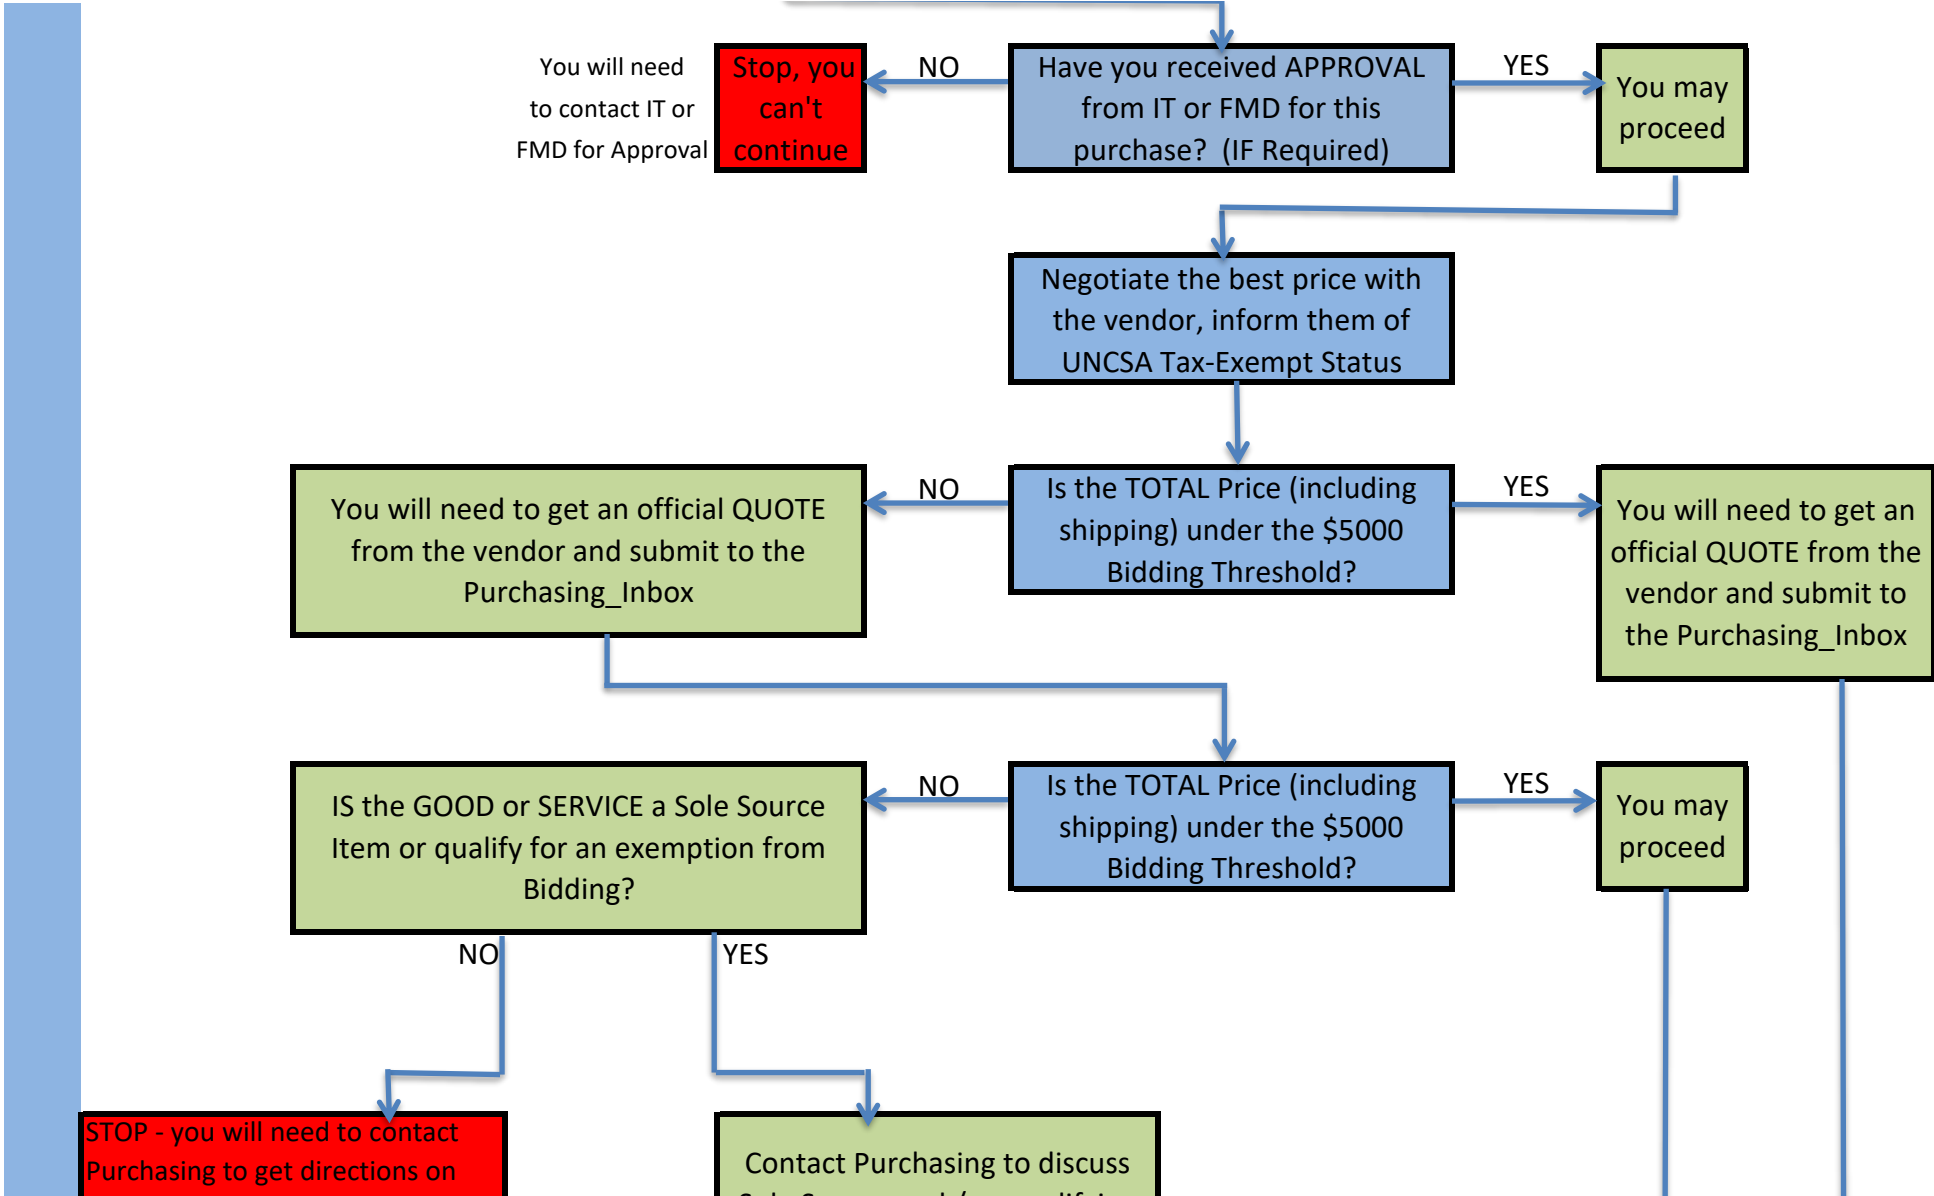 You will need
to contact IT or
FMD for Approval
Stop, you
can't
continue
NO
Have you received APPROVAL
from IT or FMD for this
purchase?  (IF Required)
YES
You may
proceed
Negotiate the best price with
the vendor, inform them of
UNCSA Tax-Exempt Status
You will need to get an official QUOTE
from the vendor and submit to the
Purchasing_Inbox
NO
Is the TOTAL Price (including
shipping) under the $5000
Bidding Threshold?
YES
You will need to get an
official QUOTE from the
vendor and submit to
the Purchasing_Inbox
IS the GOOD or SERVICE a Sole Source
Item or qualify for an exemption from
Bidding?
NO
Is the TOTAL Price (including
shipping) under the $5000
Bidding Threshold?
YES
You may
proceed
NO
YES
STOP - you will need to contact
Purchasing to get directions on
Contact Purchasing to discuss